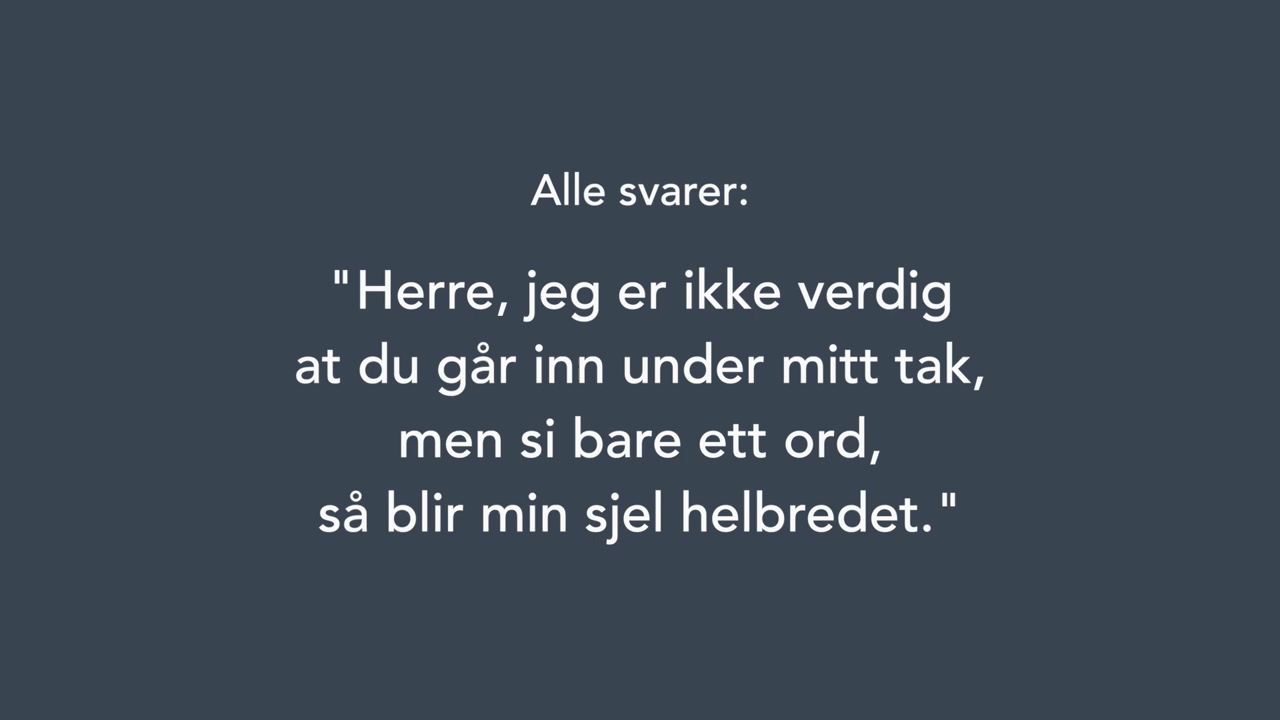 Alle svarer:
"Herre, jeg er ikke verdig
at du går inn under mitt tak,
men si bare ett ord,
så blir min sjel helbredet."